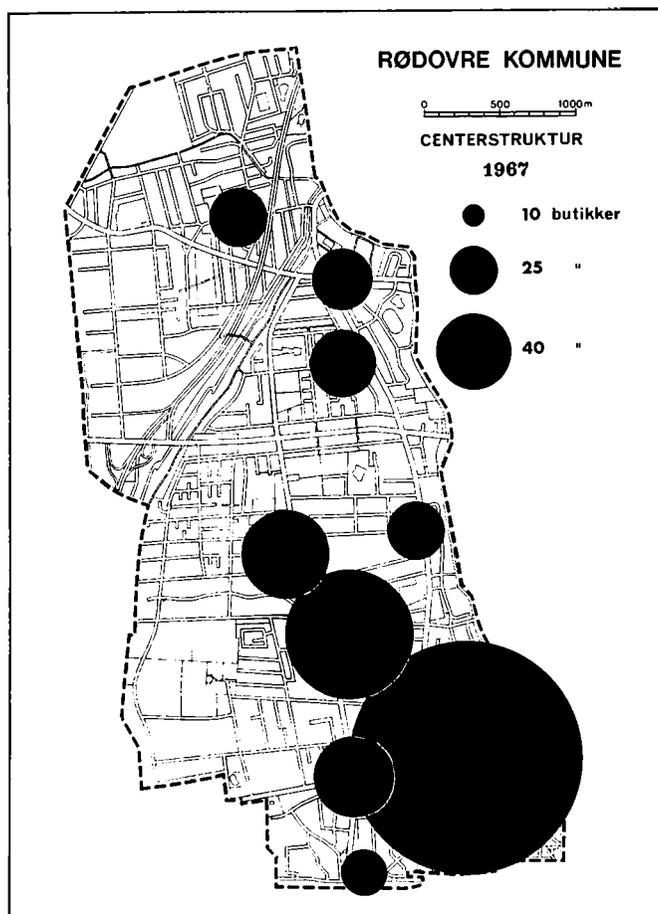 RØDOVRE KOMMUNE
0 500 1000m
CENTERSTRUKTUR
1967
10 butikker
25 "
40 "